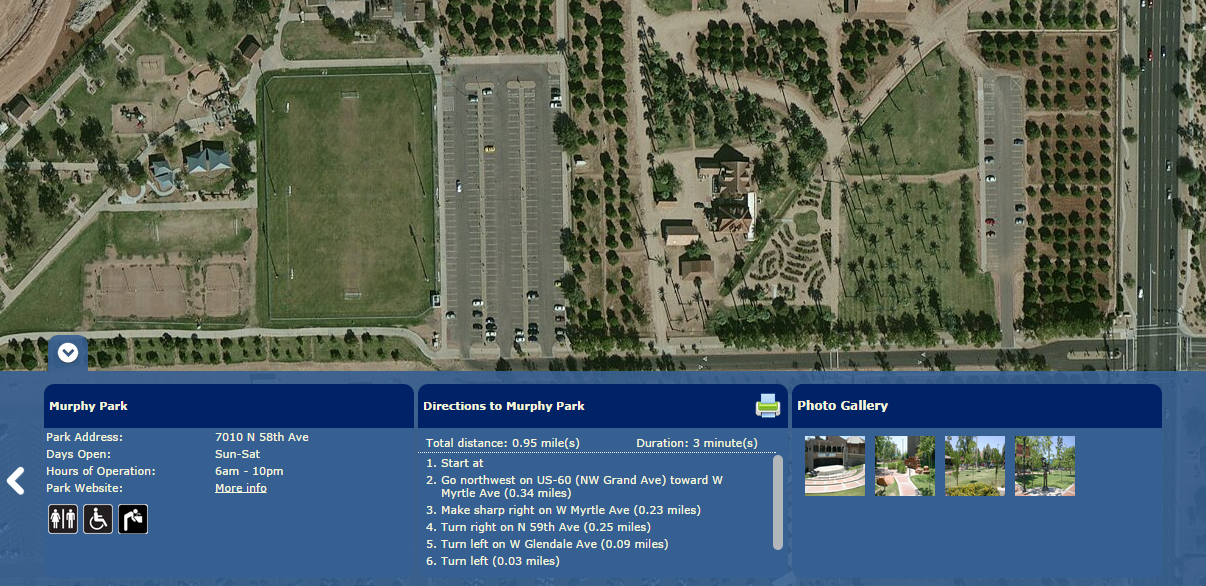 Murphy Park
Park Address: 7010 N 58th Ave
Days Open: Sun-Sat
Hours of Operation: 6am - 10pm
Park Website: More info
Directions to Murphy Park
Total distance: 0.95 mile(s) Duration: 3 minute(s)
1. Start at
2. Go northwest on US-60 (NW Grand Ave) toward W
Myrtle Ave (0.34 miles)
3. Make sharp right on W Myrtle Ave (0.23 miles)
4. Turn right on N 59th Ave (0.25 miles)
5. Turn left on W Glendale Ave (0.09 miles)
6. Turn left (0.03 miles)
Photo Gallery